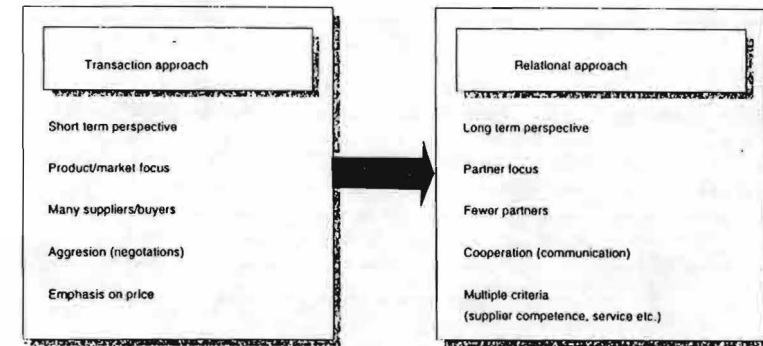 Transaction approach
Short term perspective
Product/market focus
Many suppliers/buyers
Aggresion (negotations)
Emphasis on price
Relational approach
Long term perspective
Partner focus
Fewer partners
Cooperation (communication)
Multiple criteria
(supplier competence, service etc.)